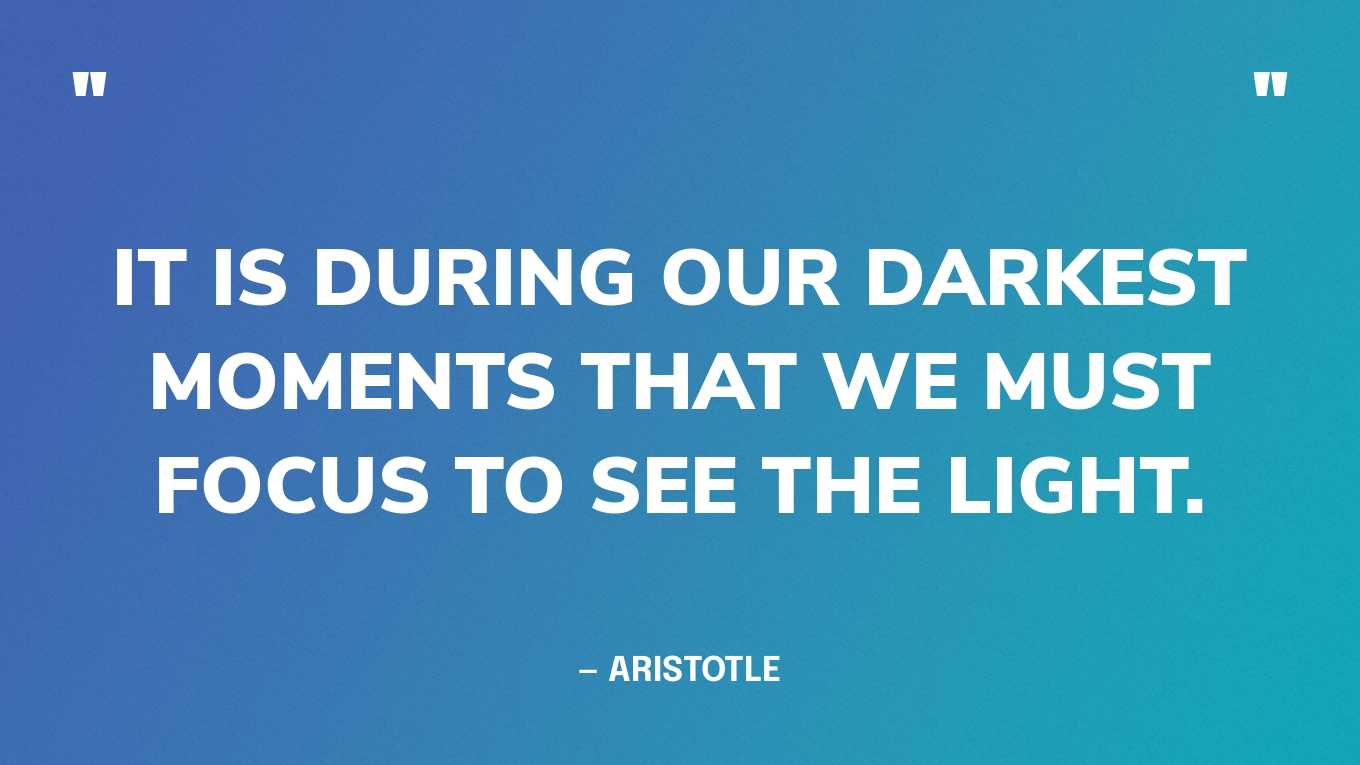 " "
IT IS DURING OUR DARKEST
MOMENTS THAT WE MUST
FOCUS TO SEE THE LIGHT.
– ARISTOTLE